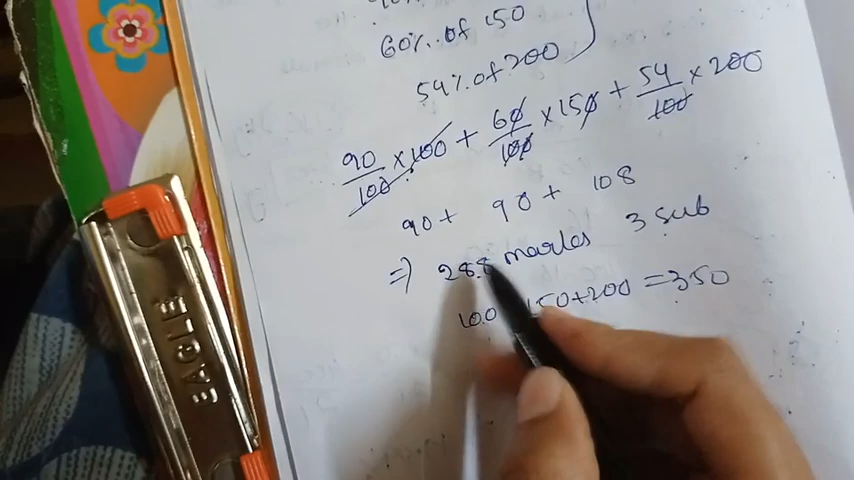 60% of 150
54% of 200
90/100 x 100 + 60/100 x 150 + 54/100 x 200
90 + 90 + 108
=> 288 marks 3 sub
100 150+200 = 350
EAGLE